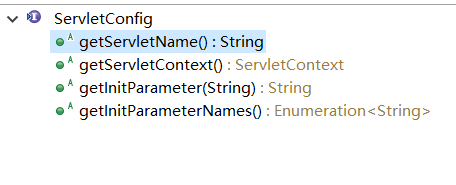 ServletConfig
getServletName() : String
getServletContext() : ServletContext
getInitParameter(String) : String
getInitParameterNames() : Enumeration<String>